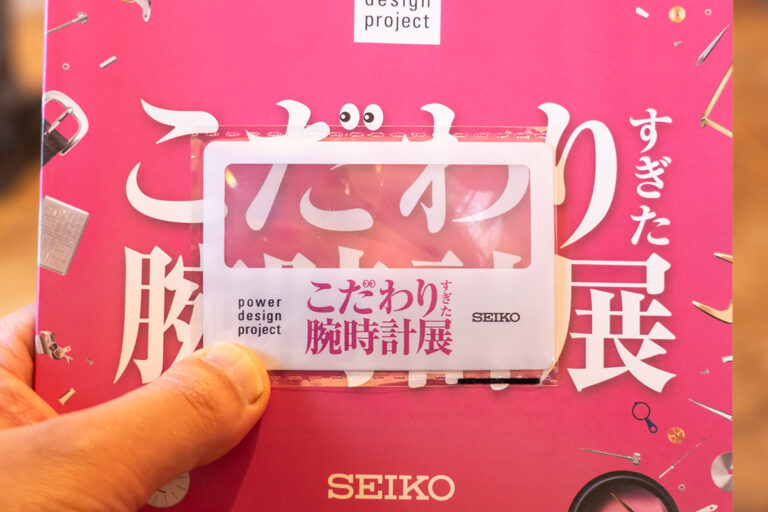 design
project
こだわり
すぎた
腕時計展
power
design
project
こだわり
すぎた
腕時計展
SEIKO
SEIKO